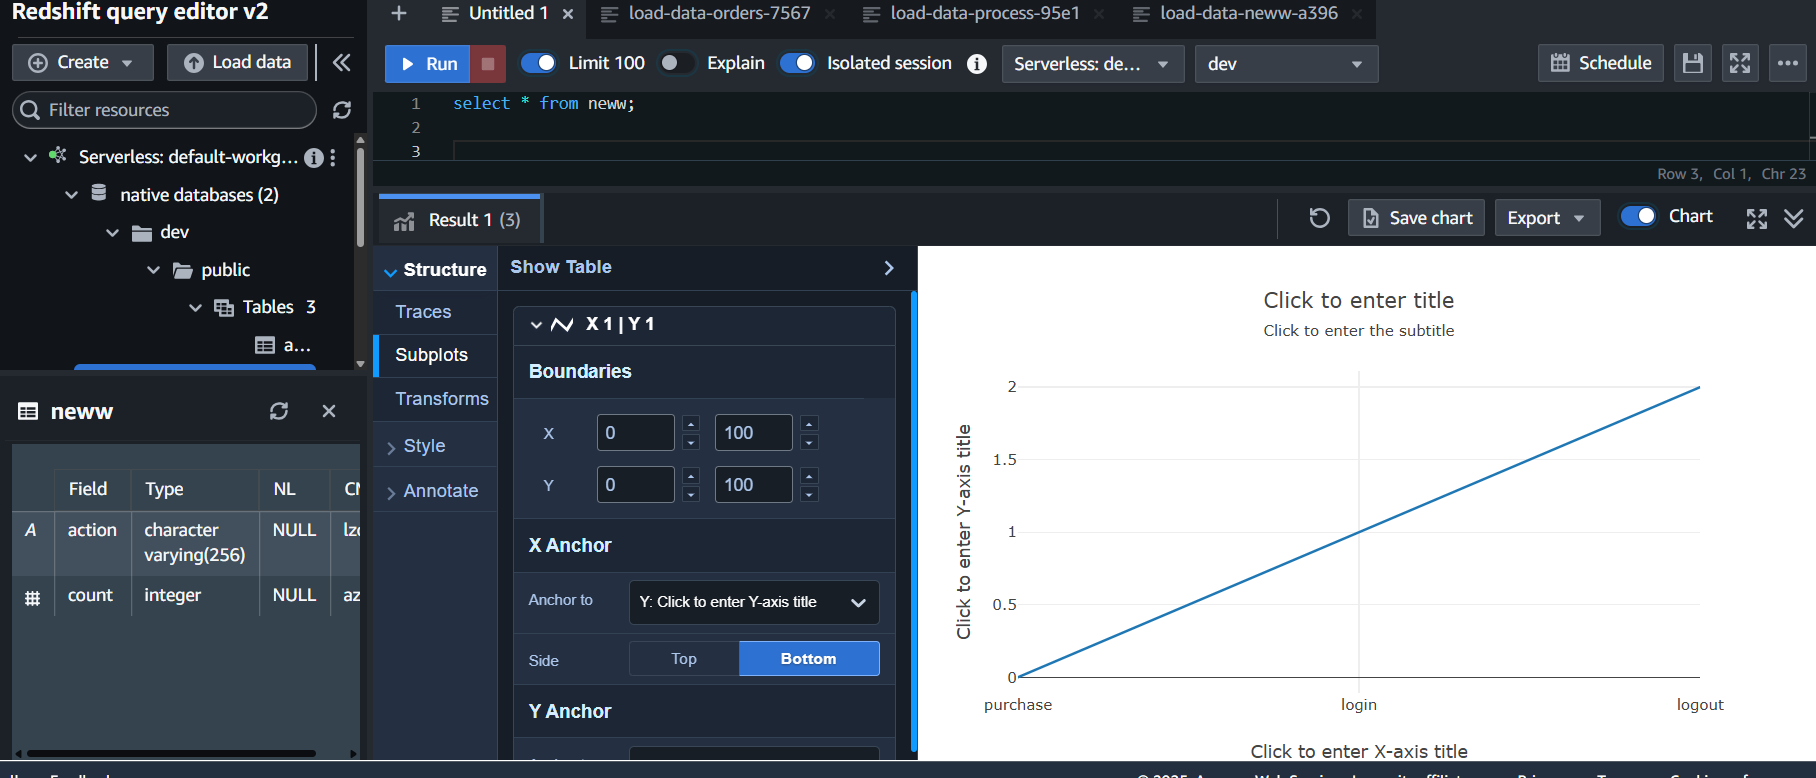 Redshift query editor v2
Create
Load data
Filter resources
Serverless: default-workg...
native databases (2)
dev
public
Tables 3
a...
neww
Field Type NL
action character varying(256) NULL
count integer NULL az
+ Untitled 1 × load-data-orders-7567 × load-data-process-95e1 × load-data-neww-a396 ×
Run Limit 100 Explain Isolated session Serverless: de... dev Schedule
1 select * from neww;
2
3
Row 3, Col 1, Chr 23
Result 1 (3) Save chart Export Chart
Structure
Traces
Subplots
Transforms
Style
Annotate
Show Table
X 1 | Y 1
Boundaries
X 0 100
Y 0 100
X Anchor
Anchor to Y: Click to enter Y-axis title
Side Top Bottom
Y Anchor
Click to enter title
Click to enter the subtitle
Click to enter Y-axis title
2
1.5
1
0.5
0
purchase login logout
Click to enter X-axis title